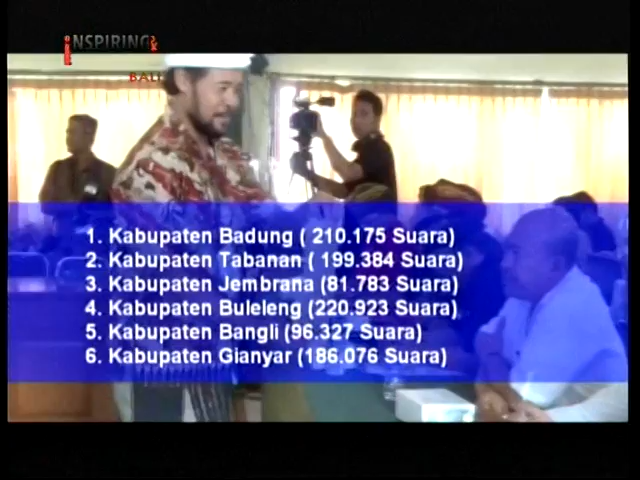 iNSPIRING&
BALI
1. Kabupaten Badung ( 210.175 Suara)
2. Kabupaten Tabanan ( 199.384 Suara)
3. Kabupaten Jembrana (81.783 Suara)
4. Kabupaten Buleleng (220.923 Suara)
5. Kabupaten Bangli (96.327 Suara)
6. Kabupaten Gianyar (186.076 Suara)